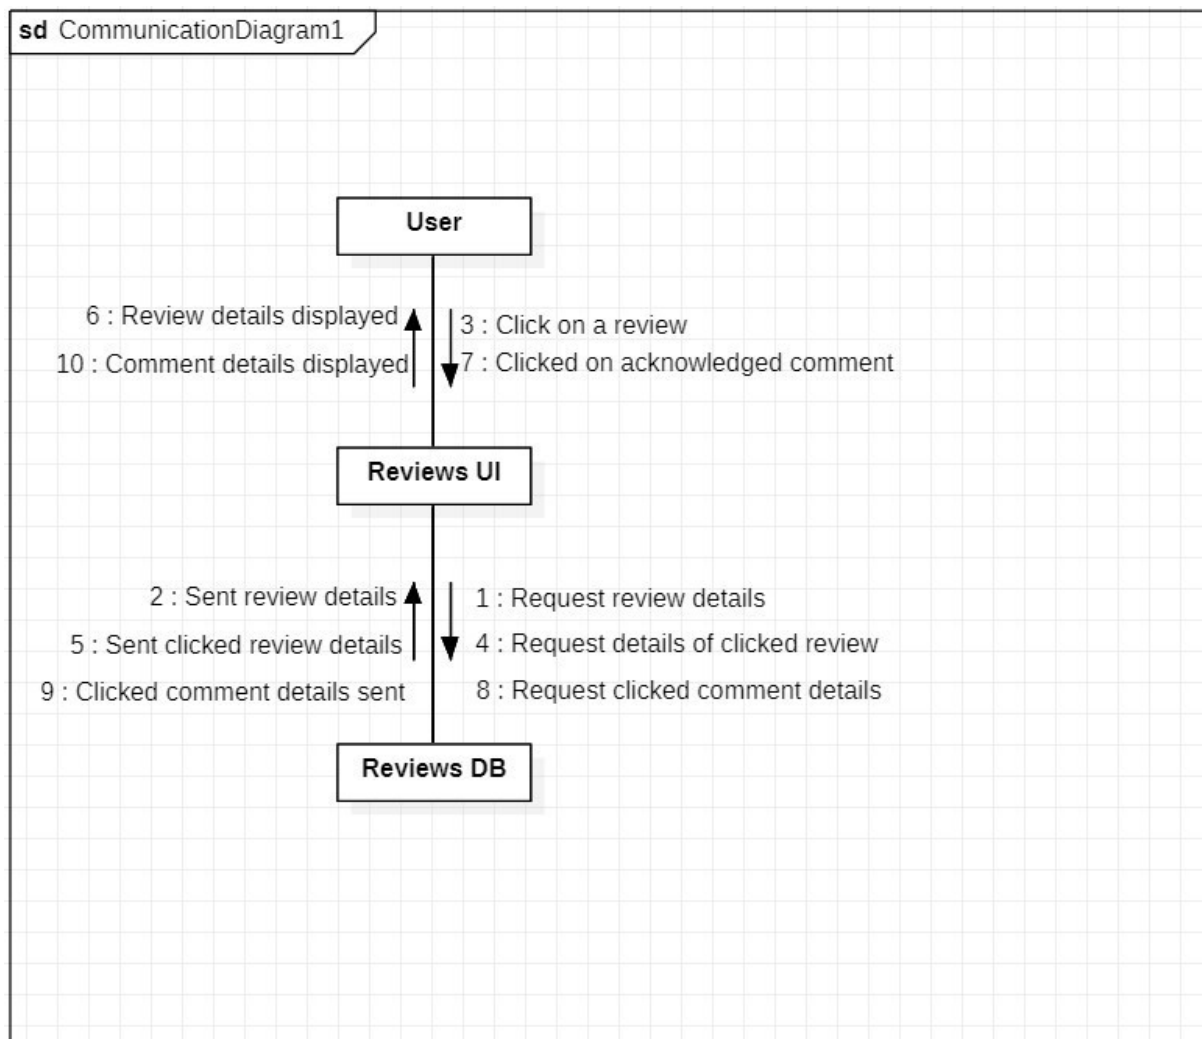 sd CommunicationDiagram1
User
6 : Review details displayed
3 : Click on a review
10 : Comment details displayed
7 : Clicked on acknowledged comment
Reviews UI
2 : Sent review details
1 : Request review details
5 : Sent clicked review details
4 : Request details of clicked review
9 : Clicked comment details sent
8 : Request clicked comment details
Reviews DB